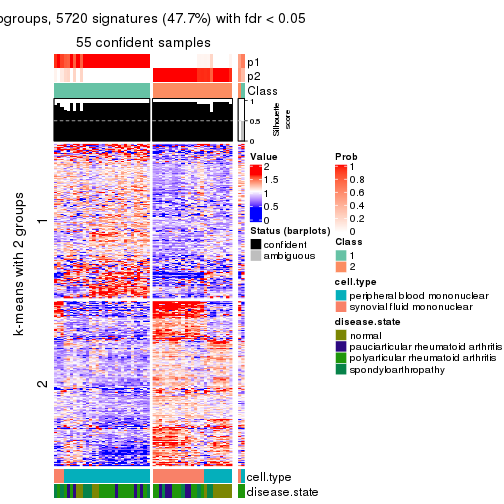 ogroups, 5720 signatures (47.7%) with fdr < 0.05
55 confident samples
p1
p2
Class
1
0.5
0
Silhouette
score
k-means with 2 groups
1
2
Value
2
1.5
1
0.5
0
Status (barplots)
confident
ambiguous
Prob
1
0.8
0.6
0.4
0.2
0
Class
1
2
cell.type
peripheral blood mononuclear
synovial fluid mononuclear
disease.state
normal
pauciarticular rheumatoid arthritis
polyarticular rheumatoid arthritis
spondyloarthropathy
cell.type
disease.state